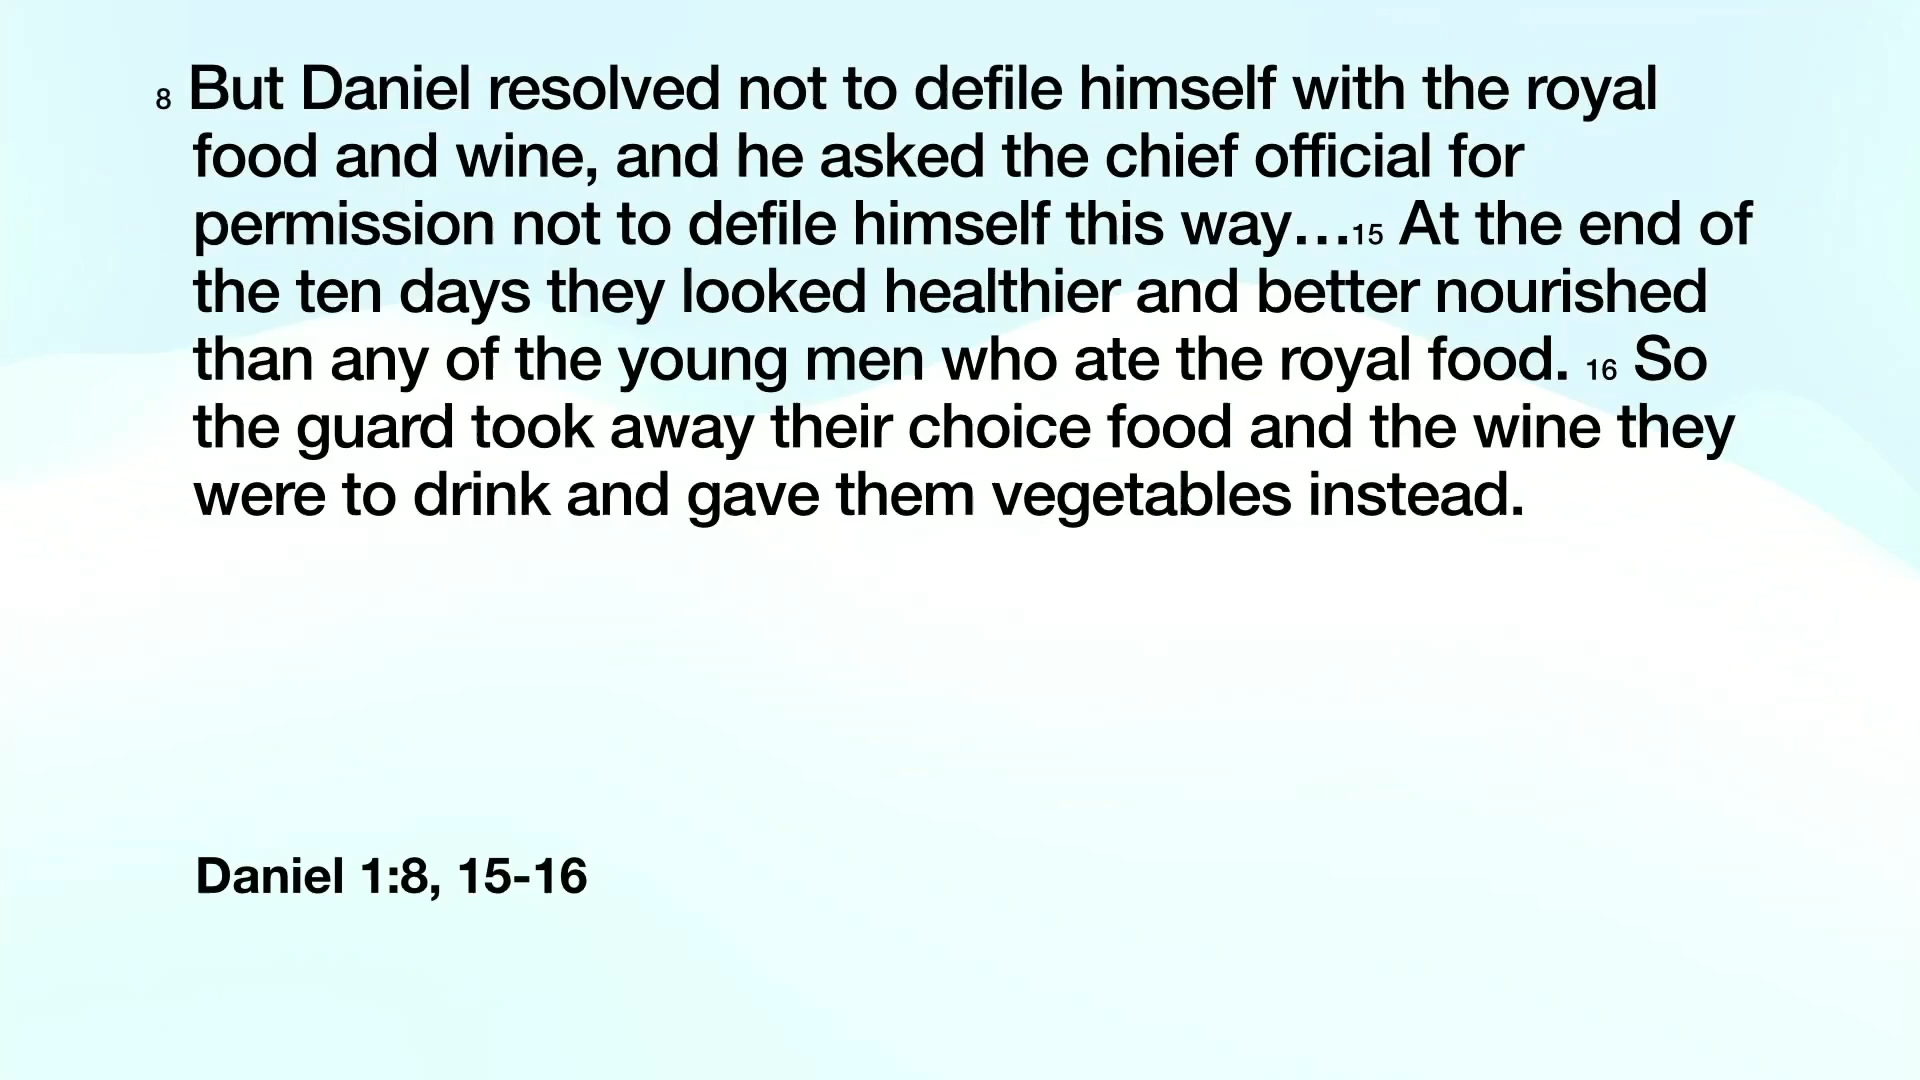 8 But Daniel resolved not to defile himself with the royal
food and wine, and he asked the chief official for
permission not to defile himself this way…15 At the end of
the ten days they looked healthier and better nourished
than any of the young men who ate the royal food. 16 So
the guard took away their choice food and the wine they
were to drink and gave them vegetables instead.
Daniel 1:8, 15-16